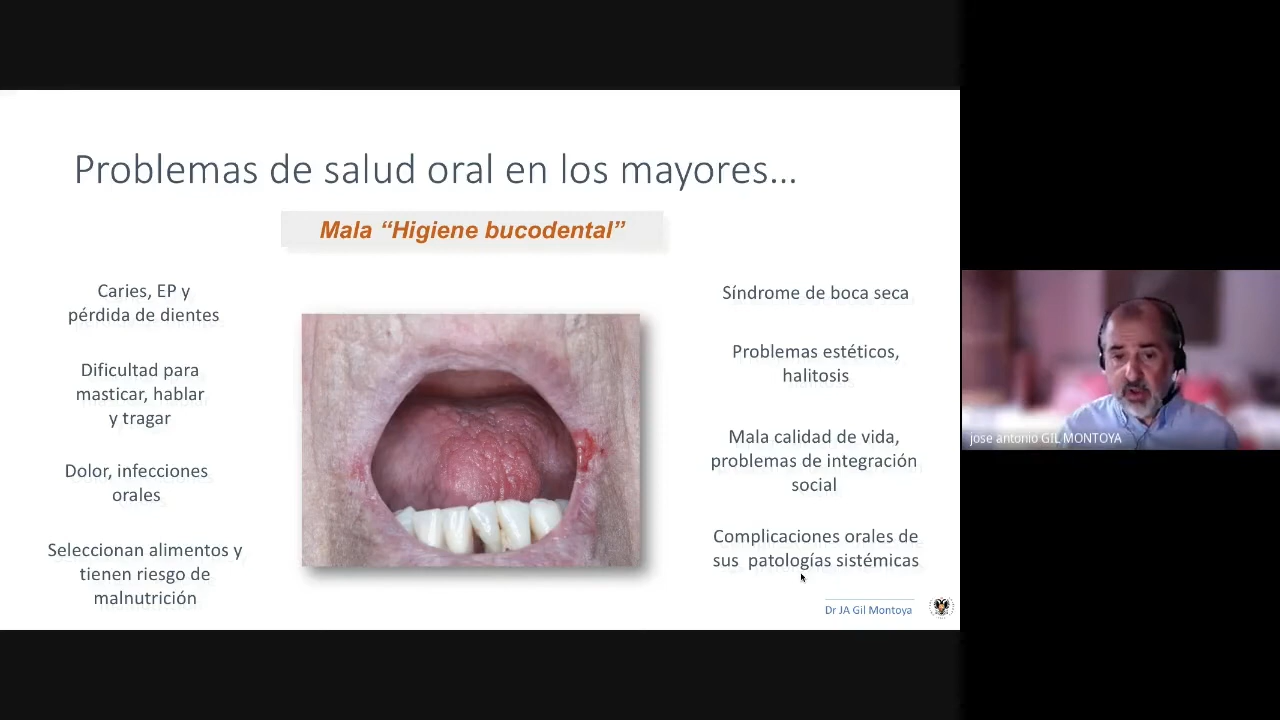 Problemas de salud oral en los mayores...
Mala “Higiene bucodental”
Caries, EP y
pérdida de dientes
Dificultad para
masticar, hablar
y tragar
Dolor, infecciones
orales
Seleccionan alimentos y
tienen riesgo de
malnutrición
Síndrome de boca seca
Problemas estéticos,
halitosis
Mala calidad de vida,
problemas de integración
social
Complicaciones orales de
sus  patologías sistémicas
Dr JA Gil Montoya
jose antonio GIL MONTOYA